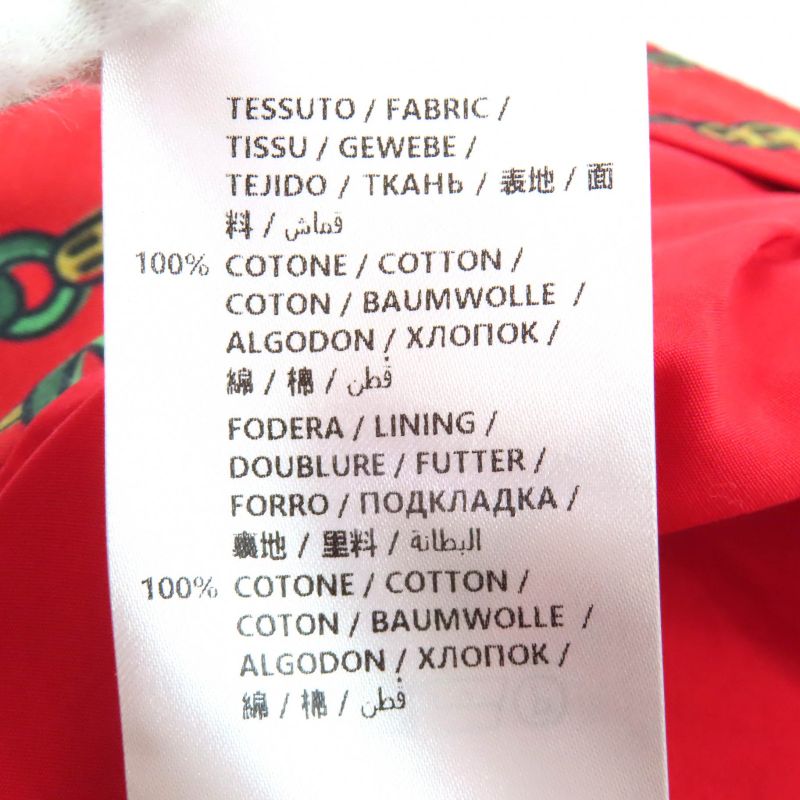 TESSUTO / FABRIC /
TISSU / GEWEBE /
TEJIDO / ТКАНЬ / 表地 / 面
料 / قماش
100% COTONE / COTTON /
COTON / BAUMWOLLE /
ALGODON / ХЛОПОК /
綿 / 棉 / قطن
FODERA / LINING /
DOUBLURE / FUTTER /
FORRO / ПОДКЛАДКА /
裏地 / 里料 / البطانة
100% COTONE / COTTON /
COTON / BAUMWOLLE /
ALGODON / ХЛОПОК /
綿 / 棉 / قطن